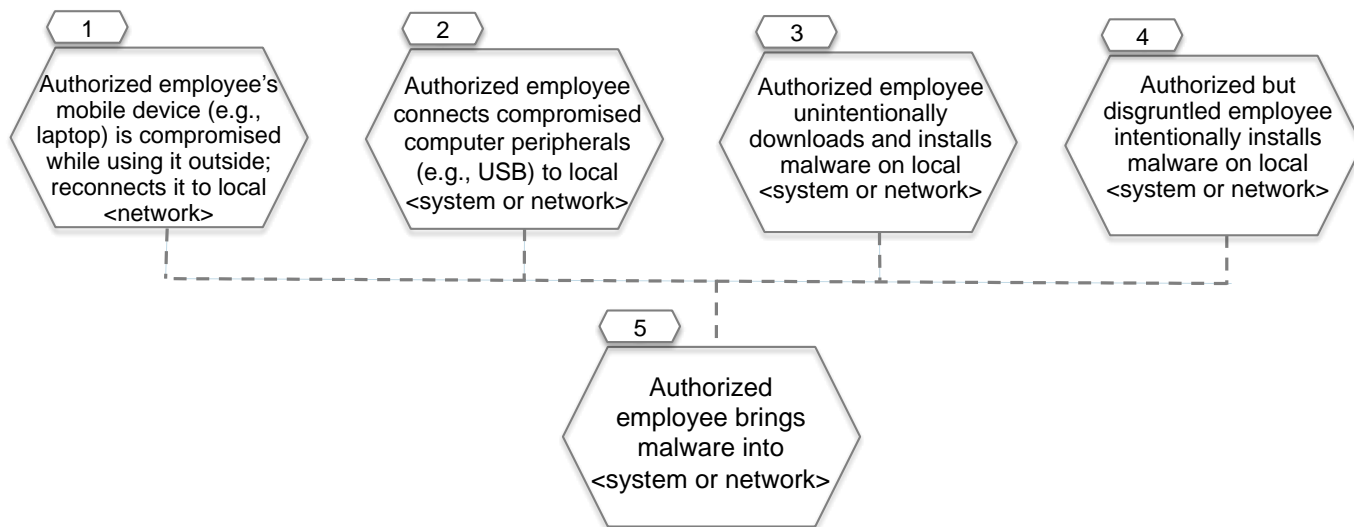 1
Authorized employee’s
mobile device (e.g.,
laptop) is compromised
while using it outside;
reconnects it to local
<network>
2
Authorized employee
connects compromised
computer peripherals
(e.g., USB) to local
<system or network>
3
Authorized employee
unintentionally
downloads and installs
malware on local
<system or network>
4
Authorized but
disgruntled employee
intentionally installs
malware on local
<system or network>
5
Authorized
employee brings
malware into
<system or network>